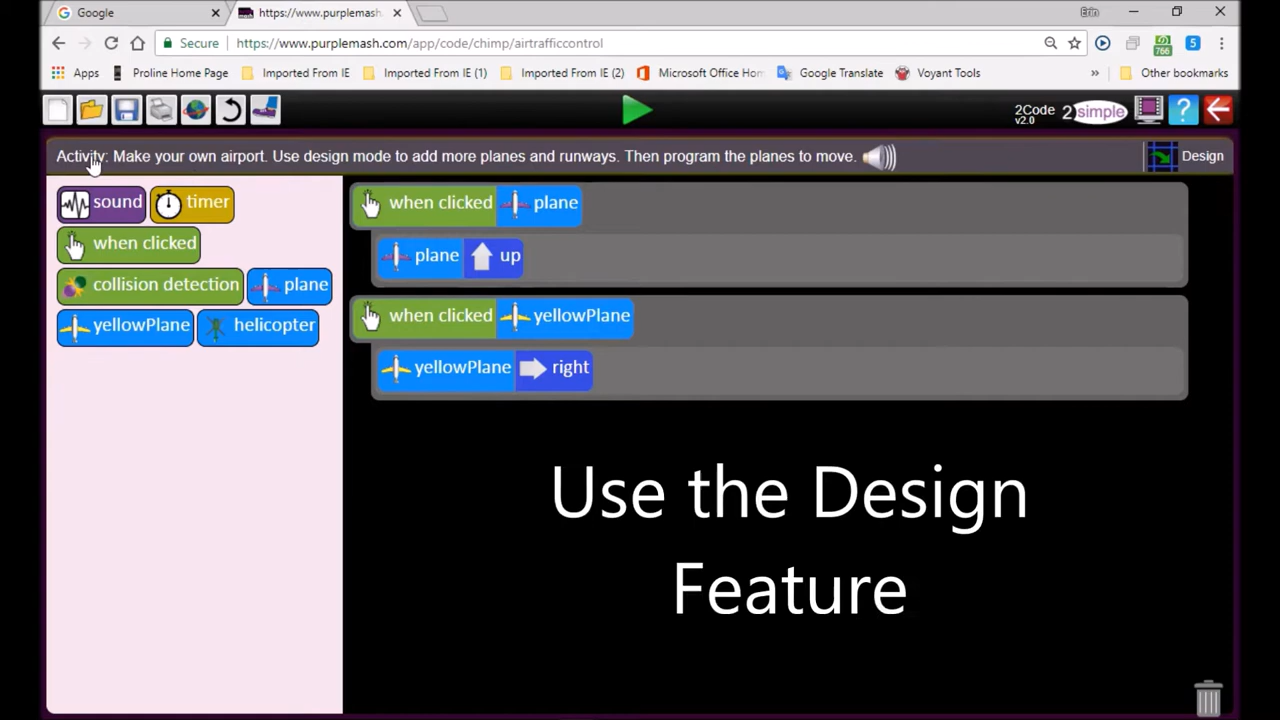 Google
https://www.purplemash.com
Erin
Secure https://www.purplemash.com/app/code/chimp/airtrafficcontrol
766 5
Apps Proline Home Page Imported From IE Imported From IE (1) Imported From IE (2) Microsoft Office Hom Google Translate Voyant Tools » Other bookmarks
2Code v2.0 2simple ?
Activity: Make your own airport. Use design mode to add more planes and runways. Then program the planes to move. Design
sound timer
when clicked
collision detection plane
yellowPlane helicopter
when clicked plane
plane up
when clicked yellowPlane
yellowPlane right
Use the Design
Feature